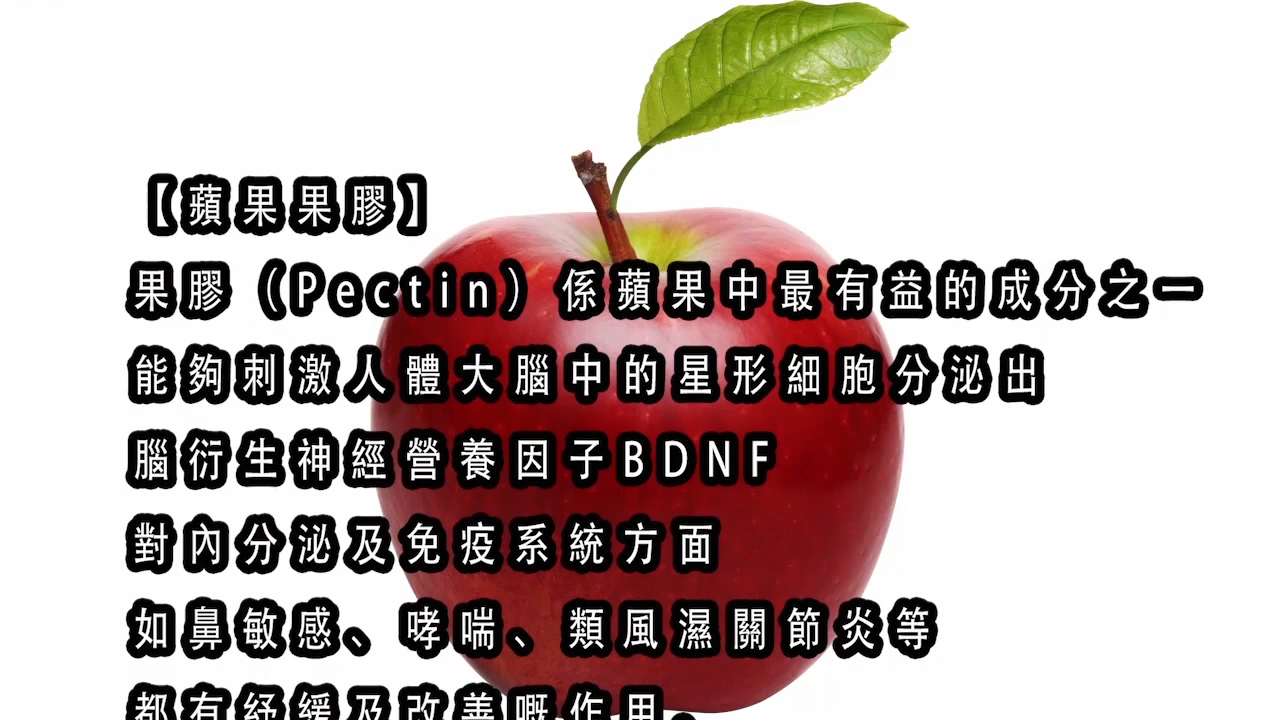 【蘋果果膠】
果膠（Pectin）係蘋果中最有益的成分之一
能夠刺激人體大腦中的星形細胞分泌出
腦衍生神經營養因子BDNF
對內分泌及免疫系統方面
如鼻敏感、哮喘、類風濕關節炎等
都有紓緩及改善嘅作用。